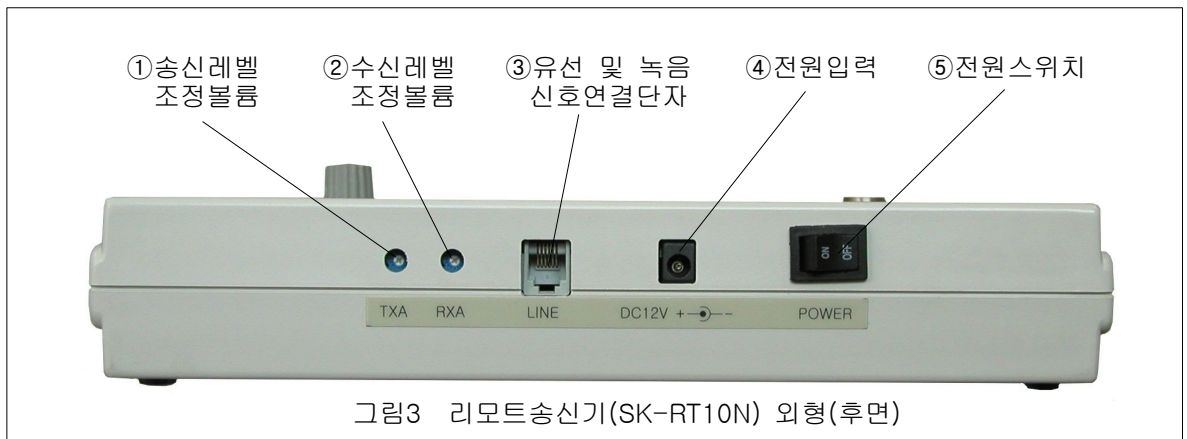 ①송신레벨
조정볼륨
②수신레벨
조정볼륨
③유선 및 녹음
신호연결단자
④전원입력
⑤전원스위치
ON
OFF
TXA RXA LINE DC12V + - POWER
그림3 리모트송신기(SK-RT10N) 외형(후면)